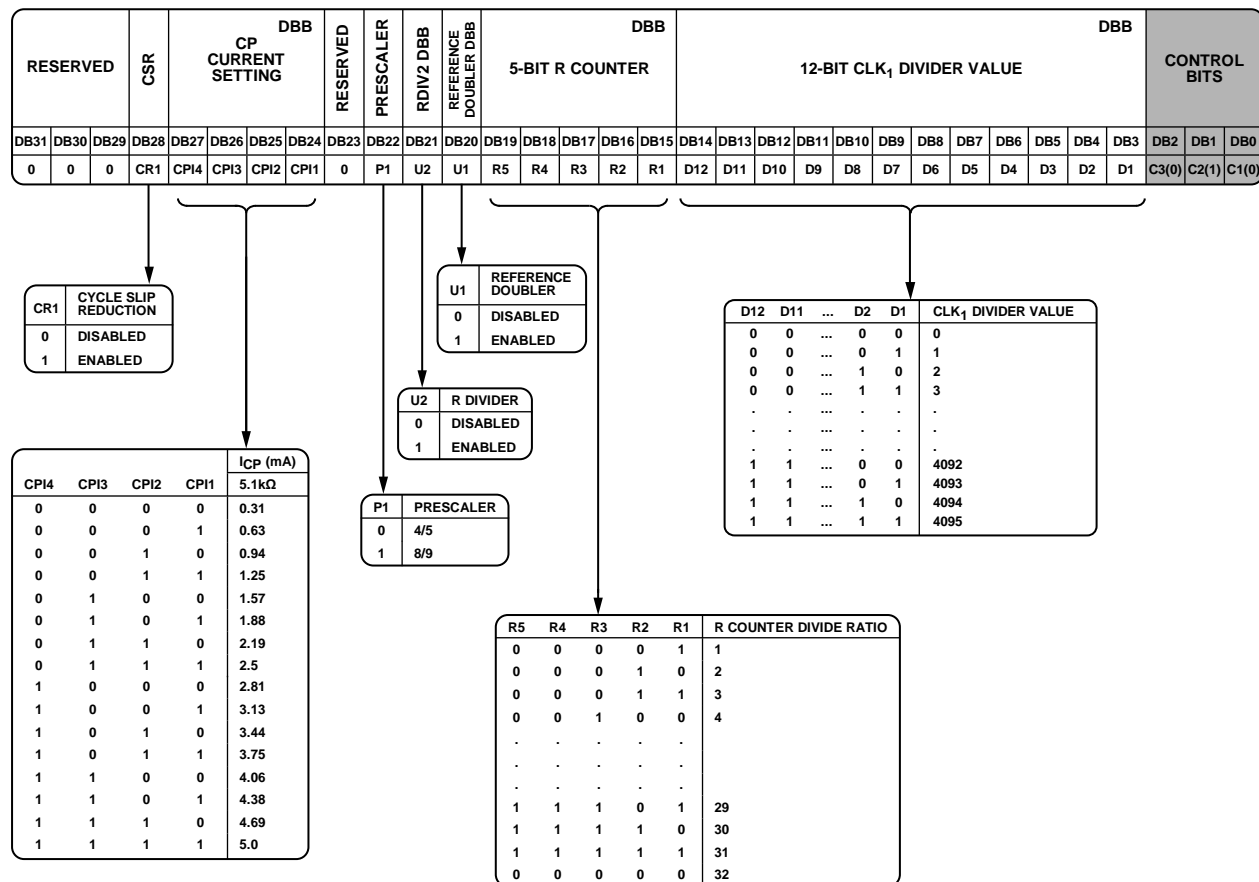 RESERVED
CSR
DBB
CP
CURRENT
SETTING
RESERVED
PRESCALER
RDIV2 DBB
REFERENCE
DOUBLER DBB
DBB
5-BIT R COUNTER
DBB
12-BIT CLK1 DIVIDER VALUE
CONTROL
BITS
DB31 DB30 DB29 DB28 DB27 DB26 DB25 DB24 DB23 DB22 DB21 DB20 DB19 DB18 DB17 DB16 DB15 DB14 DB13 DB12 DB11 DB10 DB9 DB8 DB7 DB6 DB5 DB4 DB3 DB2 DB1 DB0
0 0 0 CR1 CPI4 CPI3 CPI2 CPI1 0 P1 U2 U1 R5 R4 R3 R2 R1 D12 D11 D10 D9 D8 D7 D6 D5 D4 D3 D2 D1 C3(0) C2(1) C1(0)
CR1 CYCLE SLIP
REDUCTION
0 DISABLED
1 ENABLED
U1 REFERENCE
DOUBLER
0 DISABLED
1 ENABLED
U2 R DIVIDER
0 DISABLED
1 ENABLED
P1 PRESCALER
0 4/5
1 8/9
D12 D11 ... D2 D1 CLK1 DIVIDER VALUE
0 0 ... 0 0 0
0 0 ... 0 1 1
0 0 ... 1 0 2
0 0 ... 1 1 3
. . ... . . .
. . ... . . .
. . ... . . .
1 1 ... 0 0 4092
1 1 ... 0 1 4093
1 1 ... 1 0 4094
1 1 ... 1 1 4095
ICP (mA)
CPI4 CPI3 CPI2 CPI1 5.1kΩ
0 0 0 0 0.31
0 0 0 1 0.63
0 0 1 0 0.94
0 0 1 1 1.25
0 1 0 0 1.57
0 1 0 1 1.88
0 1 1 0 2.19
0 1 1 1 2.5
1 0 0 0 2.81
1 0 0 1 3.13
1 0 1 0 3.44
1 0 1 1 3.75
1 1 0 0 4.06
1 1 0 1 4.38
1 1 1 0 4.69
1 1 1 1 5.0
R5 R4 R3 R2 R1 R COUNTER DIVIDE RATIO
0 0 0 0 1 1
0 0 0 1 0 2
0 0 0 1 1 3
0 0 1 0 0 4
. . . . .
. . . . .
. . . . .
1 1 1 0 1 29
1 1 1 1 0 30
1 1 1 1 1 31
0 0 0 0 0 32